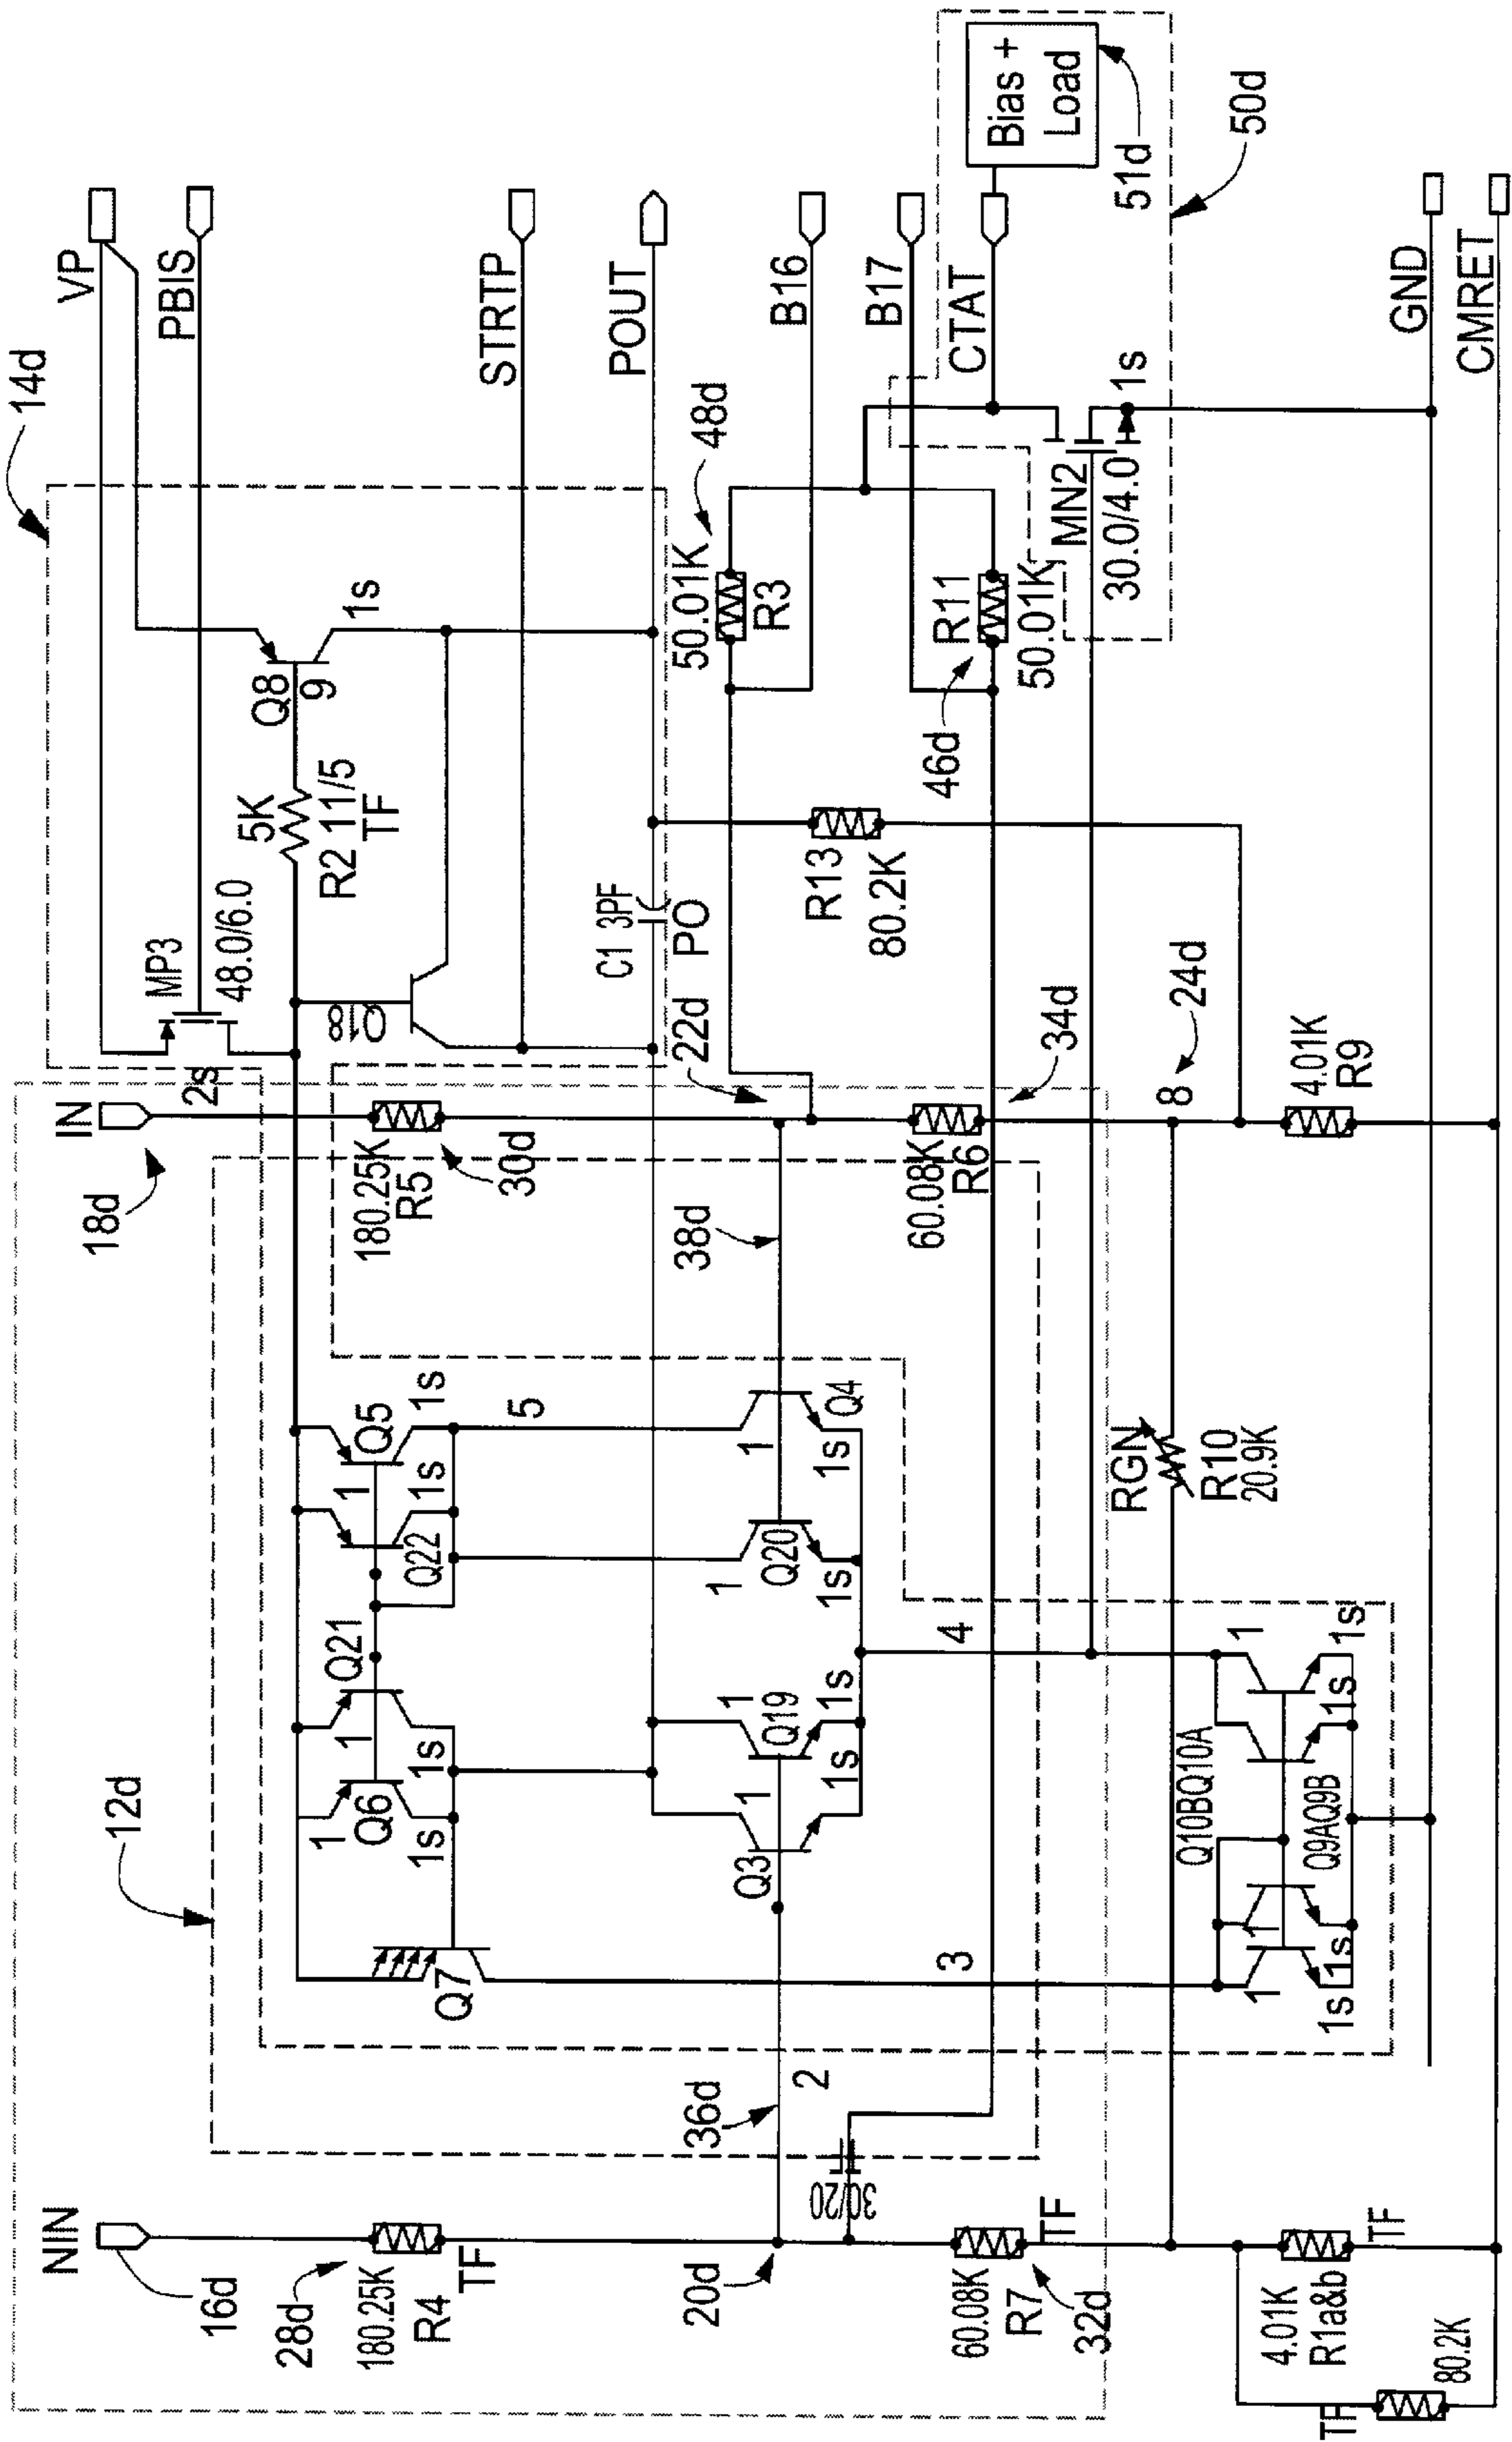 14d
VP
PBIS
STRTP
POUT
B16
B17
CTAT
Bias +
Load
51d
50d
GND
CMRET
1s
Q8
9
5K
R2 11/5
TF
MP3
48.0/6.0
2s
Q18
C1 3PF
PO
50.01K
R3
48d
R11
50.01K
46d
MN2
30.0/4.0
1s
R13
80.2K
22d
34d
24d
8
4.01K
R9
IN
18d
180.25K
R5
30d
38d
60.08K
R6
12d
Q5
1s
1
1s
Q22
5
Q21
1
1s
1
Q6
1s
Q7
1
Q4
1s
1
Q20
1s
1
Q19
1s
1
Q3
1s
4
3
RGN
R10
20.9K
1
1s
Q10BQ10A
1s
Q9AQ9B
1
1
1s
1s
36d
2
30/20
NIN
16d
28d
180.25K
R4
TF
20d
60.08K
R7
TF
32d
4.01K
R1a&b
TF
TF
80.2K